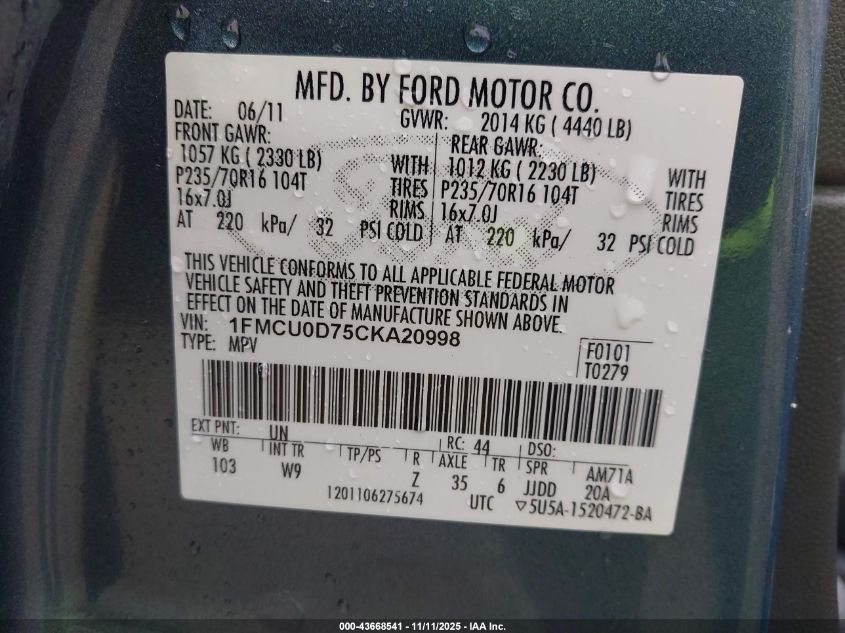 MFD. BY FORD MOTOR CO.
DATE: 06/11 GVWR: 2014 KG ( 4440 LB)
FRONT GAWR: REAR GAWR:
1057 KG ( 2330 LB) WITH 1012 KG ( 2230 LB) WITH
P235/70R16 104T TIRES P235/70R16 104T TIRES
16x7.0J RIMS 16x7.0J RIMS
AT 220 kPa/ 32 PSI COLD AT 220 kPa/ 32 PSI COLD
THIS VEHICLE CONFORMS TO ALL APPLICABLE FEDERAL MOTOR
VEHICLE SAFETY AND THEFT PREVENTION STANDARDS IN
EFFECT ON THE DATE OF MANUFACTURE SHOWN ABOVE.
VIN: 1FMCU0D75CKA20998
TYPE: MPV
F0101
T0279
EXT PNT: UN RC: 44 DSO:
WB INT TR TP/PS R AXLE TR SPR AM71A
103 W9 Z 35 6 JJDD 20A
1201106275674 UTC ▽5U5A-1520472-BA
000-43668541 - 11/11/2025 - IAA Inc.